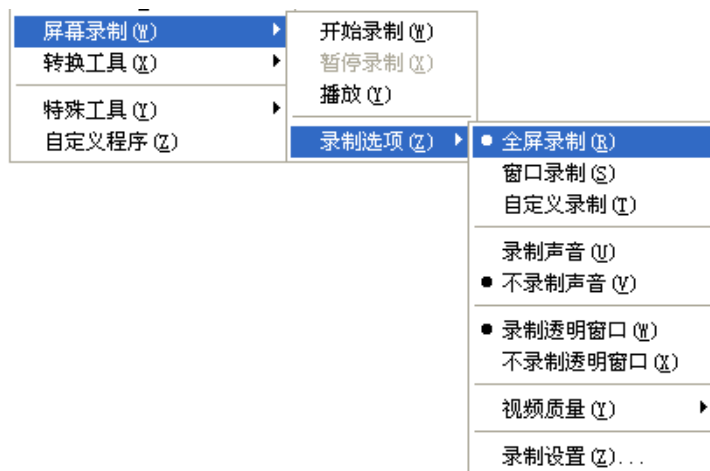 屏幕录制(W)
转换工具(X)
特殊工具(Y)
自定义程序(Z)
开始录制(W)
暂停录制(X)
播放(Y)
录制选项(Z)
全屏录制(R)
窗口录制(S)
自定义录制(T)
录制声音(U)
不录制声音(V)
录制透明窗口(W)
不录制透明窗口(X)
视频质量(Y)
录制设置(Z)...